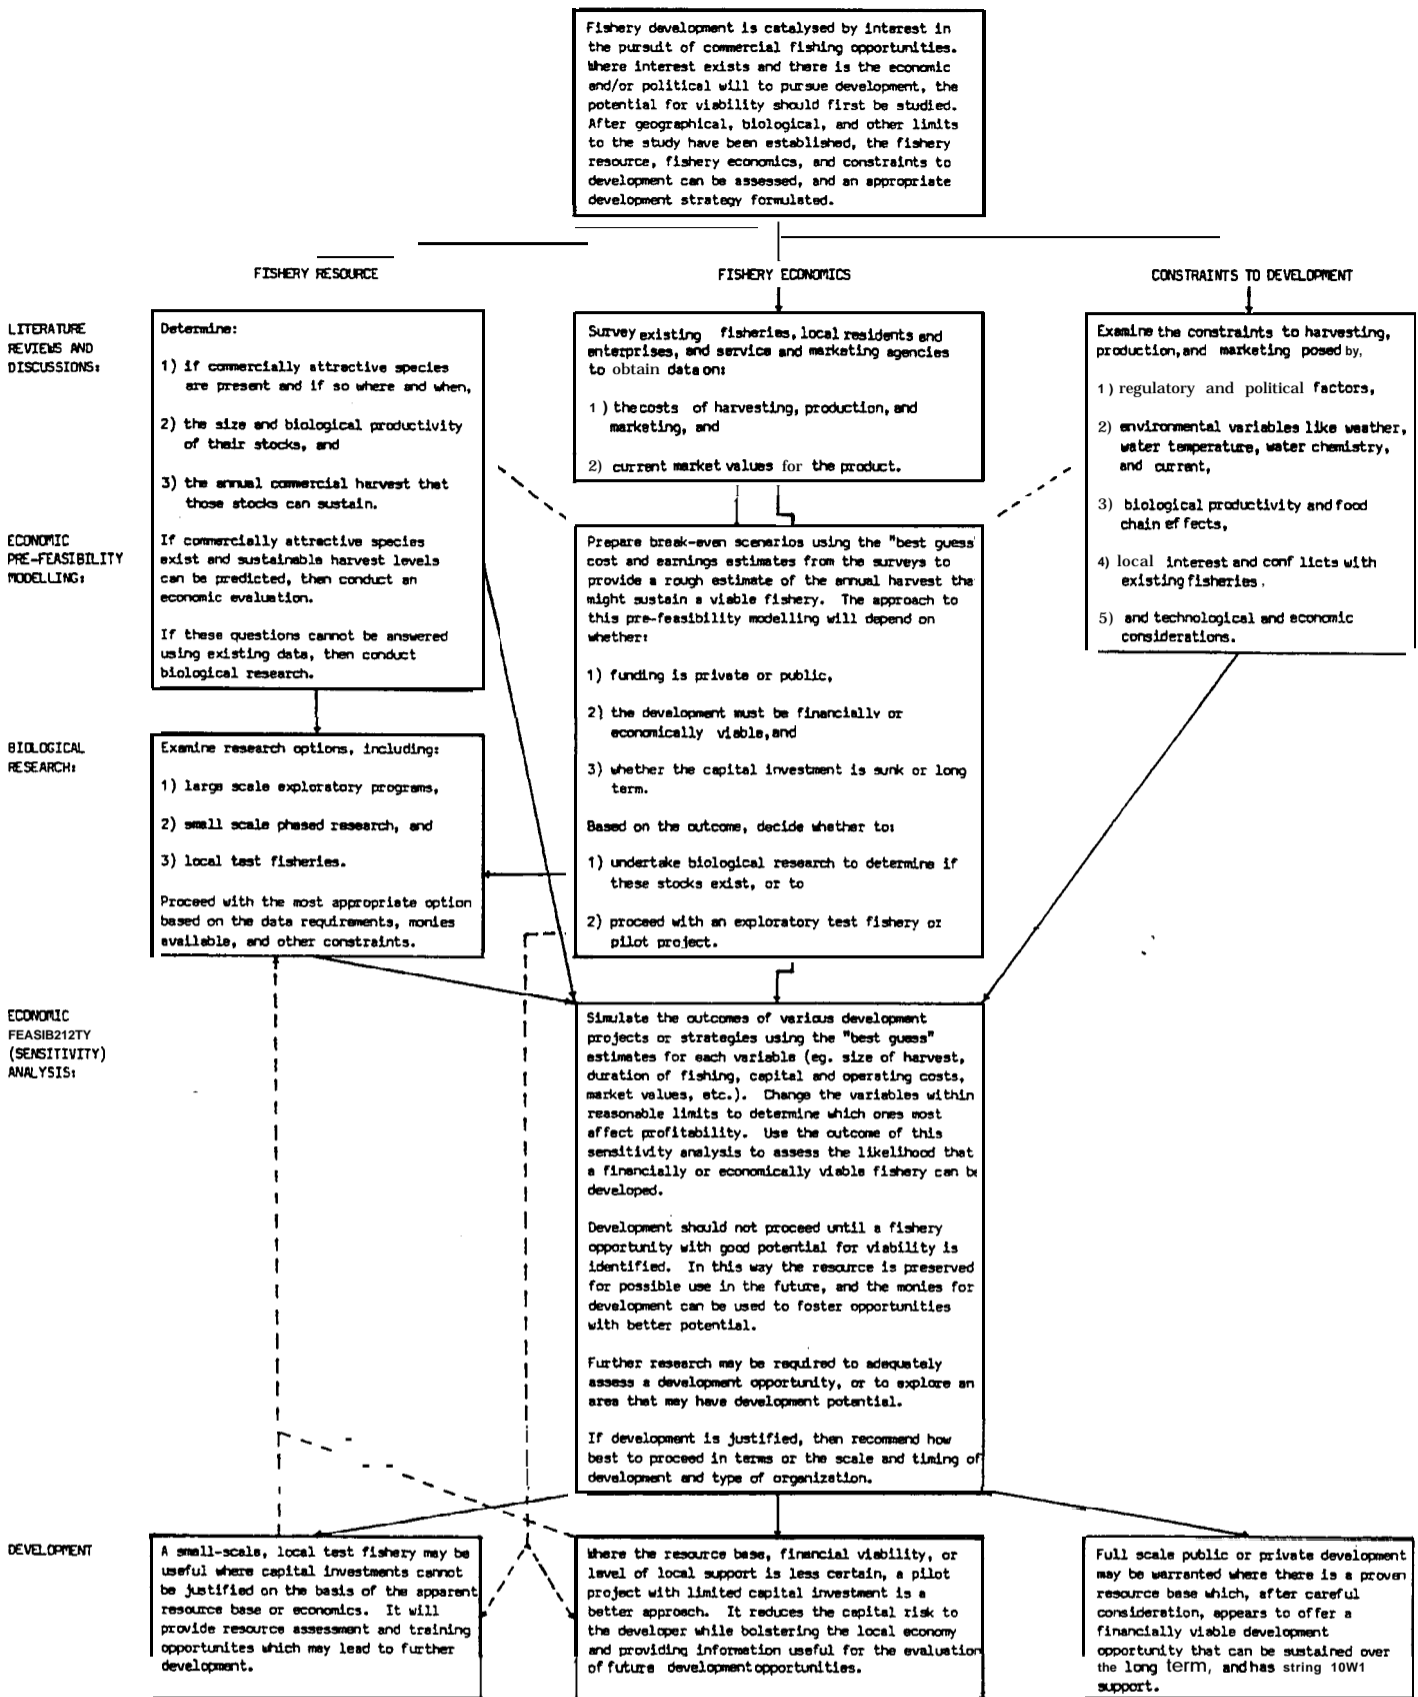 Fishery development is catalysed by interest in
the pursuit of commercial fishing opportunities.
Where interest exists and there is the economic
and/or political will to pursue development, the
potential for viability should first be studied.
After geographical, biological, and other limits
to the study have been established, the fishery
resource, fishery economics, and constraints to
development can be assessed, and an appropriate
development strategy formulated.
FISHERY RESOURCE
FISHERY ECONOMICS
CONSTRAINTS TO DEVELOPMENT
LITERATURE
REVIEWS AND
DISCUSSIONS:
Determine:
1) if commercially attractive species
are present and if so where and when,
2) the size and biological productivity
of their stocks, and
3) the annual commercial harvest that
those stocks can sustain.
If commercially attractive species
exist and sustainable harvest levels
can be predicted, then conduct an
economic evaluation.
If these questions cannot be answered
using existing data, then conduct
biological research.
Survey existing fisheries, local residents and
enterprises, and service and marketing agencies
to obtain data on:
1) the costs of harvesting, production, and
marketing, and
2) current market values for the product.
Examine the constraints to harvesting,
production, and marketing posed by,
1) regulatory and political factors,
2) environmental variables like weather,
water temperature, water chemistry,
and current,
3) biological productivity and food
chain effects,
4) local interest and conf licts with
existing fisheries,
5) and technological and economic
considerations.
ECONOMIC
PRE-FEASIBILITY
MODELLING:
Prepare break-even scenarios using the "best guess"
cost and earnings estimates from the surveys to
provide a rough estimate of the annual harvest tha
might sustain a viable fishery. The approach to
this pre-feasibility modelling will depend on
whether:
1) funding is private or public,
2) the development must be financially or
economically viable, and
3) whether the capital investment is sunk or long
term.
Based on the outcome, decide whether to:
1) undertake biological research to determine if
these stocks exist, or to
2) proceed with an exploratory test fishery or
pilot project.
BIOLOGICAL
RESEARCH:
Examine research options, including:
1) large scale exploratory programs,
2) small scale phased research, and
3) local test fisheries.
Proceed with the most appropriate option
based on the data requirements, monies
available, and other constraints.
ECONOMIC
FEASIB212TY
(SENSITIVITY)
ANALYSIS:
Simulate the outcomes of various development
projects or strategies using the "best guess"
estimates for each variable (eg. size of harvest,
duration of fishing, capital and operating costs,
market values, etc.). Change the variables within
reasonable limits to determine which ones most
affect profitability. Use the outcome of this
sensitivity analysis to assess the likelihood that
a financially or economically viable fishery can be
developed.
Development should not proceed until a fishery
opportunity with good potential for viability is
identified. In this way the resource is preserved
for possible use in the future, and the monies for
development can be used to foster opportunities
with better potential.
Further research may be required to adequately
assess a development opportunity, or to explore an
area that may have development potential.
If development is justified, then recommend how
best to proceed in terms or the scale and timing of
development and type of organization.
DEVELOPMENT
A small-scale, local test fishery may be
useful where capital investments cannot
be justified on the basis of the apparent
resource base or economics. It will
provide resource assessment and training
opportunites which may lead to further
development.
Where the resource base, financial viability, or
level of local support is less certain, a pilot
project with limited capital investment is a
better approach. It reduces the capital risk to
the developer while bolstering the local economy
and providing information useful for the evaluation
of future development opportunities.
Full scale public or private development
may be warranted where there is a proven
resource base which, after careful
consideration, appears to offer a
financially viable development
opportunity that can be sustained over
the long term, and has string 10W1
support.